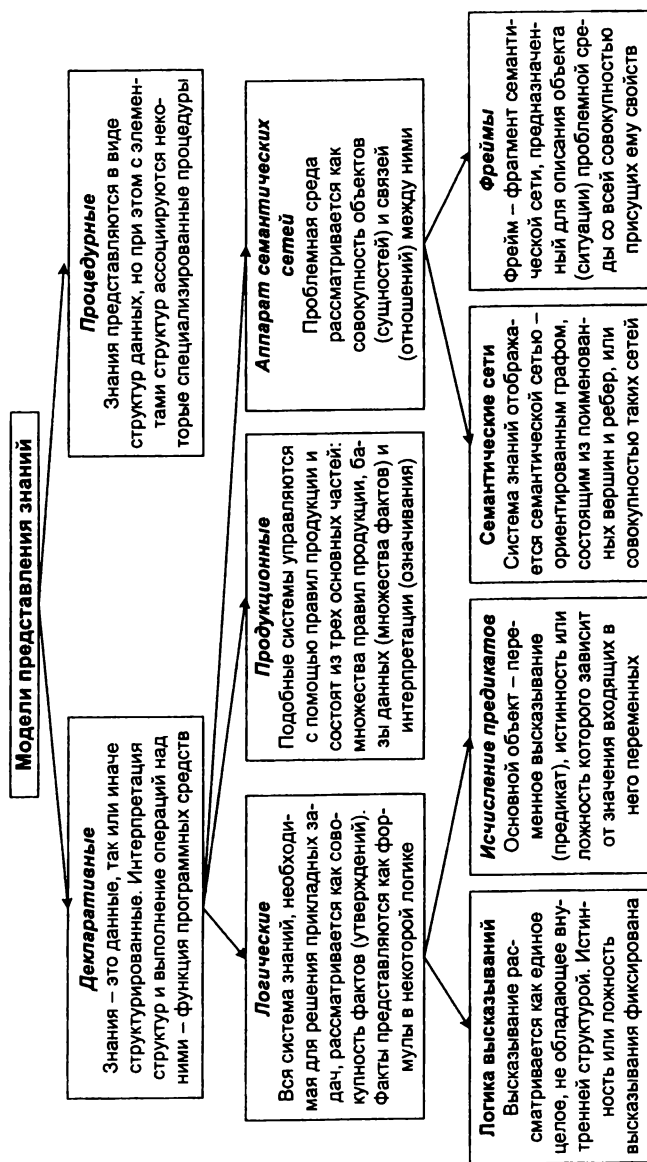 Модели представления знаний
Декларативные
Знания – это данные, так или иначе
структурированные. Интерпретация
структур и выполнение операций над
ними – функция программных средств
Процедурные
Знания представляются в виде
структур данных, но при этом с элемен-
тами структур ассоциируются неко-
торые специализированные процедуры
Логические
Вся система знаний, необходи-
мая для решения прикладных за-
дач, рассматривается как сово-
купность фактов (утверждений).
Факты представляются как фор-
мулы в некоторой логике
Продукционные
Подобные системы управляются
с помощью правил продукции и
состоят из трех основных частей:
множества правил продукции, ба-
зы данных (множества фактов) и
интерпретации (означивания)
Аппарат семантических
сетей
Проблемная среда
рассматривается как
совокупность объектов
(сущностей) и связей
(отношений) между ними
Логика высказываний
Высказывание рас-
сматривается как единое
целое, не обладающее вну-
тренней структурой. Истин-
ность или ложность
высказывания фиксирована
Исчисление предикатов
Основной объект – пере-
менное высказывание
(предикат), истинность или
ложность которого зависит
от значения входящих в
него переменных
Семантические сети
Система знаний отобража-
ется семантической сетью –
ориентированным графом,
состоящим из поименован-
ных вершин и ребер, или
совокупностью таких сетей
Фреймы
Фрейм – фрагмент семанти-
ческой сети, предназначен-
ный для описания объекта
(ситуации) проблемной сре-
ды со всей совокупностью
присущих ему свойств